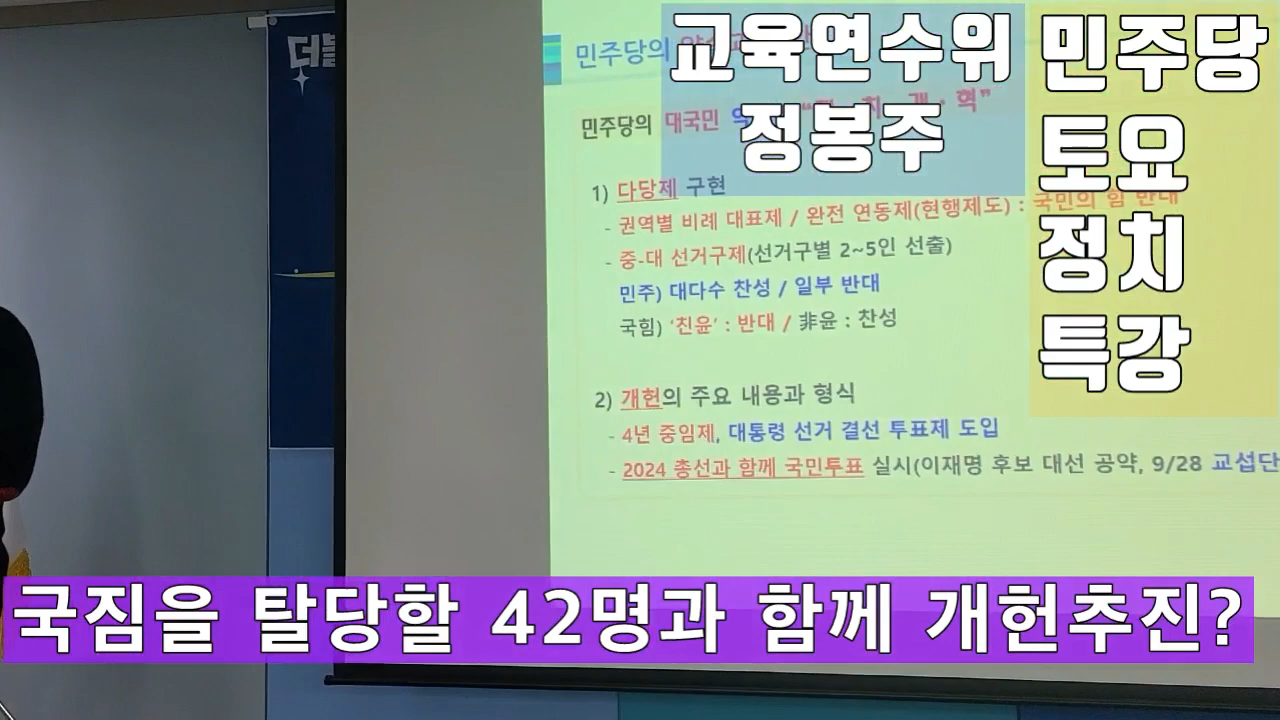 교육연수위
정봉주
민주당
토요
정치
특강
민주당의
민주당의 대국민
1) 다당제 구현
- 권역별 비례 대표제 / 완전 연동제(현행제도) : 국민의 힘 반대
- 중-대 선거구제(선거구별 2~5인 선출)
민주) 대다수 찬성 / 일부 반대
국힘) '친윤' : 반대 / 非윤 : 찬성
2) 개헌의 주요 내용과 형식
- 4년 중임제, 대통령 선거 결선 투표제 도입
- 2024 총선과 함께 국민투표 실시(이재명 후보 대선 공약, 9/28 교섭단
국짐을 탈당할 42명과 함께 개헌추진?